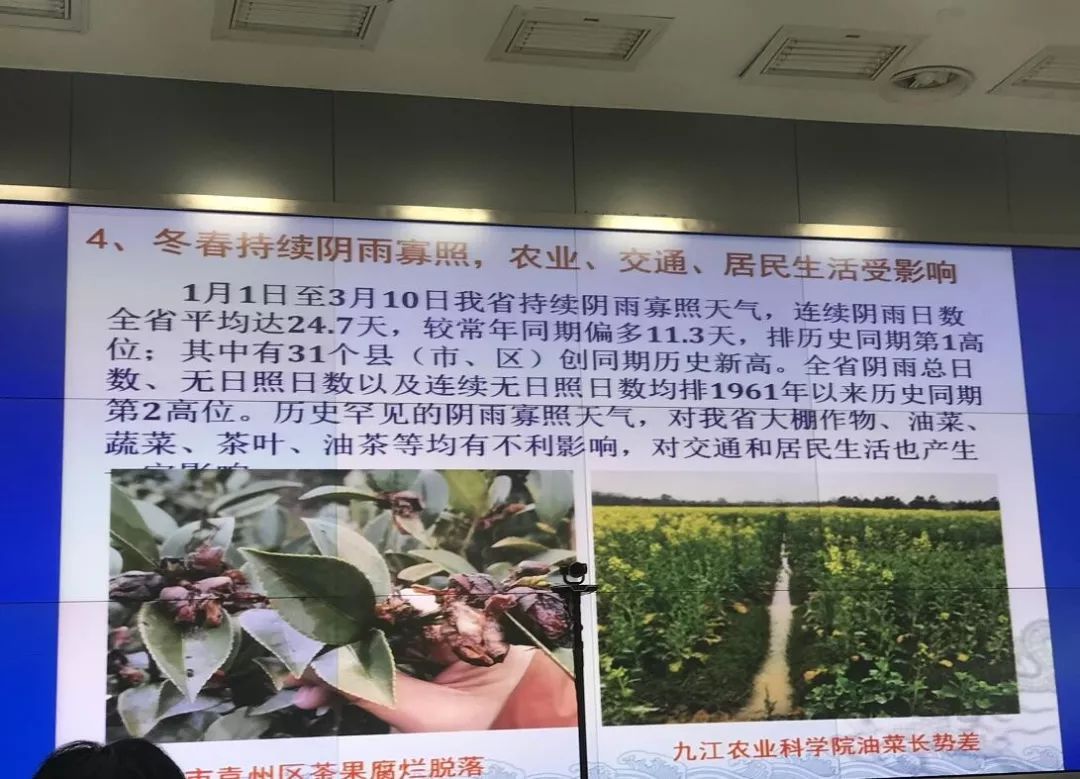 4、冬春持续阴雨寡照，农业、交通、居民生活受影响
1月1日至3月10日我省持续阴雨寡照天气，连续阴雨日数
全省平均达24.7天，较常年同期偏多11.3天，排历史同期第1高
位；其中有31个县（市、区）创同期历史新高。全省阴雨总日
数、无日照日数以及连续无日照日数均排1961年以来历史同期
第2高位。历史罕见的阴雨寡照天气，对我省大棚作物、油菜、
蔬菜、茶叶、油茶等均有不利影响，对交通和居民生活也产生
市袁州区茶果腐烂脱落
九江农业科学院油菜长势差